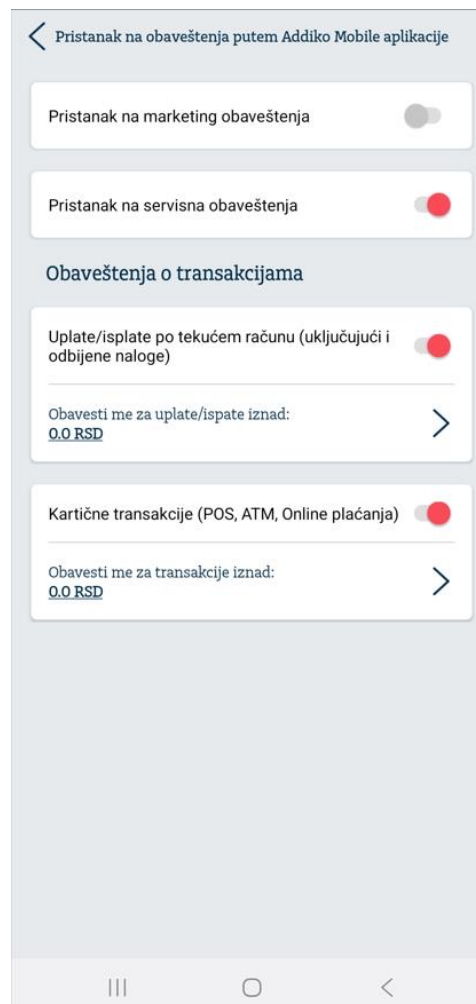 Pristanak na obaveštenja putem Addiko Mobile aplikacije
Pristanak na marketing obaveštenja
Pristanak na servisna obaveštenja
Obaveštenja o transakcijama
Uplate/isplate po tekućem računu (uključujući i
odbijene naloge)
Obavesti me za uplate/ispate iznad:
0.0 RSD
Kartične transakcije (POS, ATM, Online plaćanja)
Obavesti me za transakcije iznad:
0.0 RSD